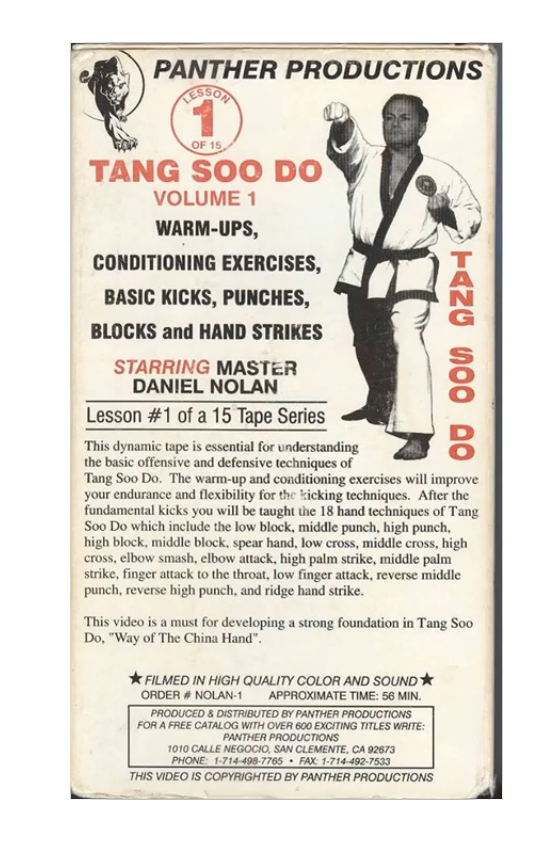 PANTHER PRODUCTIONS
LESSON
1
OF 15
TANG SOO DO
VOLUME 1
WARM-UPS,
CONDITIONING EXERCISES,
BASIC KICKS, PUNCHES,
BLOCKS and HAND STRIKES
STARRING MASTER
DANIEL NOLAN
Lesson #1 of a 15 Tape Series
TANG SOO DO
This dynamic tape is essential for understanding
the basic offensive and defensive techniques of
Tang Soo Do. The warm-up and conditioning exercises will improve
your endurance and flexibility for the kicking techniques. After the
fundamental kicks you will be taught the 18 hand techniques of Tang
Soo Do which include the low block, middle punch, high punch,
high block, middle block, spear hand, low cross, middle cross, high
cross, elbow smash, elbow attack, high palm strike, middle palm
strike, finger attack to the throat, low finger attack, reverse middle
punch, reverse high punch, and ridge hand strike.
This video is a must for developing a strong foundation in Tang Soo
Do, "Way of The China Hand".
★FILMED IN HIGH QUALITY COLOR AND SOUND★
ORDER # NOLAN-1 APPROXIMATE TIME: 56 MIN.
PRODUCED & DISTRIBUTED BY PANTHER PRODUCTIONS
FOR A FREE CATALOG WITH OVER 600 EXCITING TITLES WRITE:
PANTHER PRODUCTIONS
1010 CALLE NEGOCIO, SAN CLEMENTE, CA 92673
PHONE: 1-714-498-7765 • FAX: 1-714-492-7533
THIS VIDEO IS COPYRIGHTED BY PANTHER PRODUCTIONS